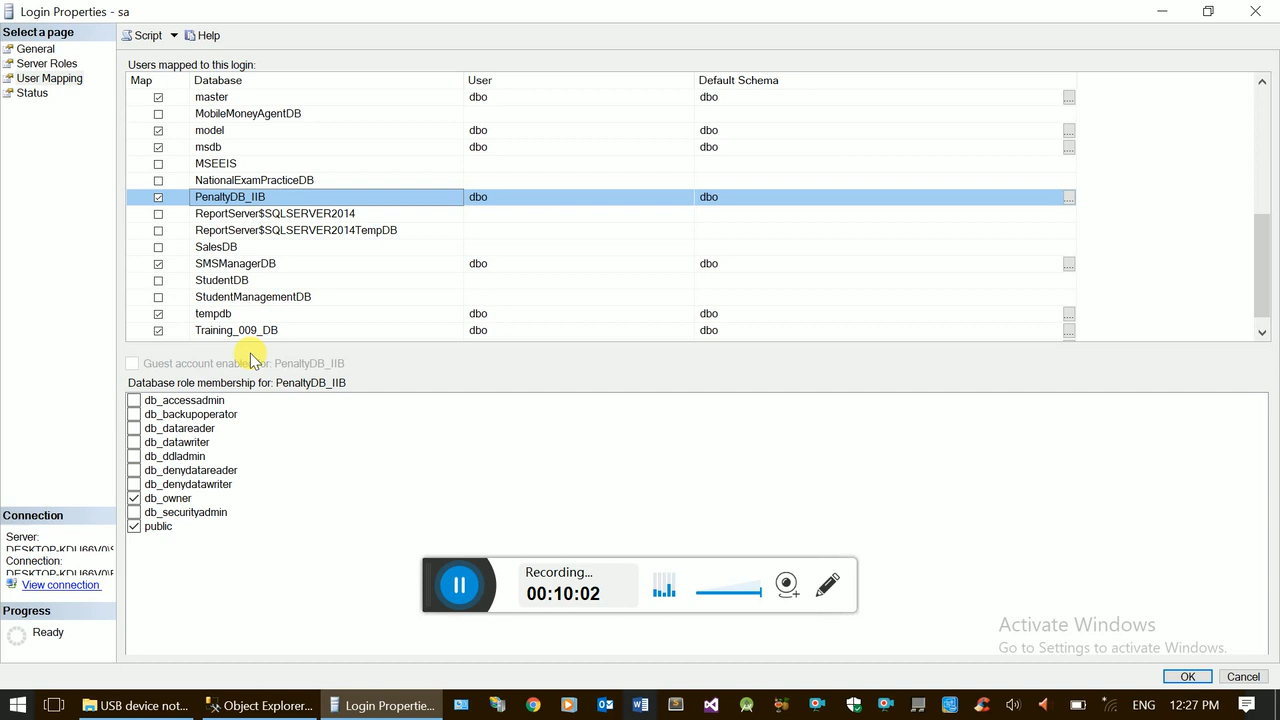 Login Properties - sa
Select a page
General
Server Roles
User Mapping
Status
Script
Help
Users mapped to this login:
Map Database User Default Schema
master dbo dbo ....
MobileMoneyAgentDB
model dbo dbo ....
msdb dbo dbo ....
MSEEIS
NationalExamPracticeDB
PenaltyDB_IIB dbo dbo ....
ReportServer$SQLSERVER2014
ReportServer$SQLSERVER2014TempDB
SalesDB
SMSManagerDB dbo dbo ....
StudentDB
StudentManagementDB
tempdb dbo dbo ....
Training_009_DB dbo dbo ....
Guest account for: PenaltyDB_IIB
Database role membership for: PenaltyDB_IIB
db_accessadmin
db_backupoperator
db_datareader
db_datawriter
db_ddladmin
db_denydatareader
db_denydatawriter
db_owner
db_securityadmin
public
Connection
Server:
Connection:
View connection
Progress
Ready
Recording...
00:10:02
Activate Windows
Go to Settings to activate Windows.
OK
Cancel
USB device not...
Object Explorer...
Login Propertie...
ENG
12:27 PM